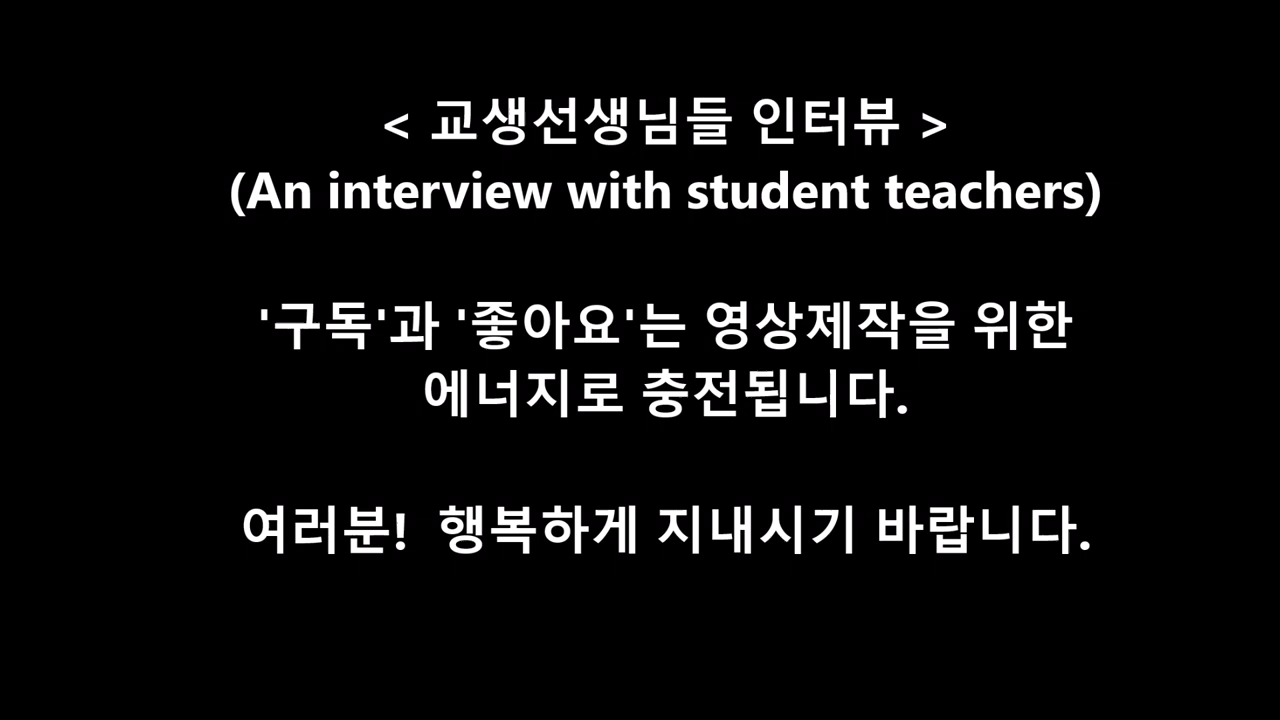 < 교생선생님들 인터뷰 >
(An interview with student teachers)
'구독'과 '좋아요'는 영상제작을 위한
에너지로 충전됩니다.
여러분!  행복하게 지내시기 바랍니다.